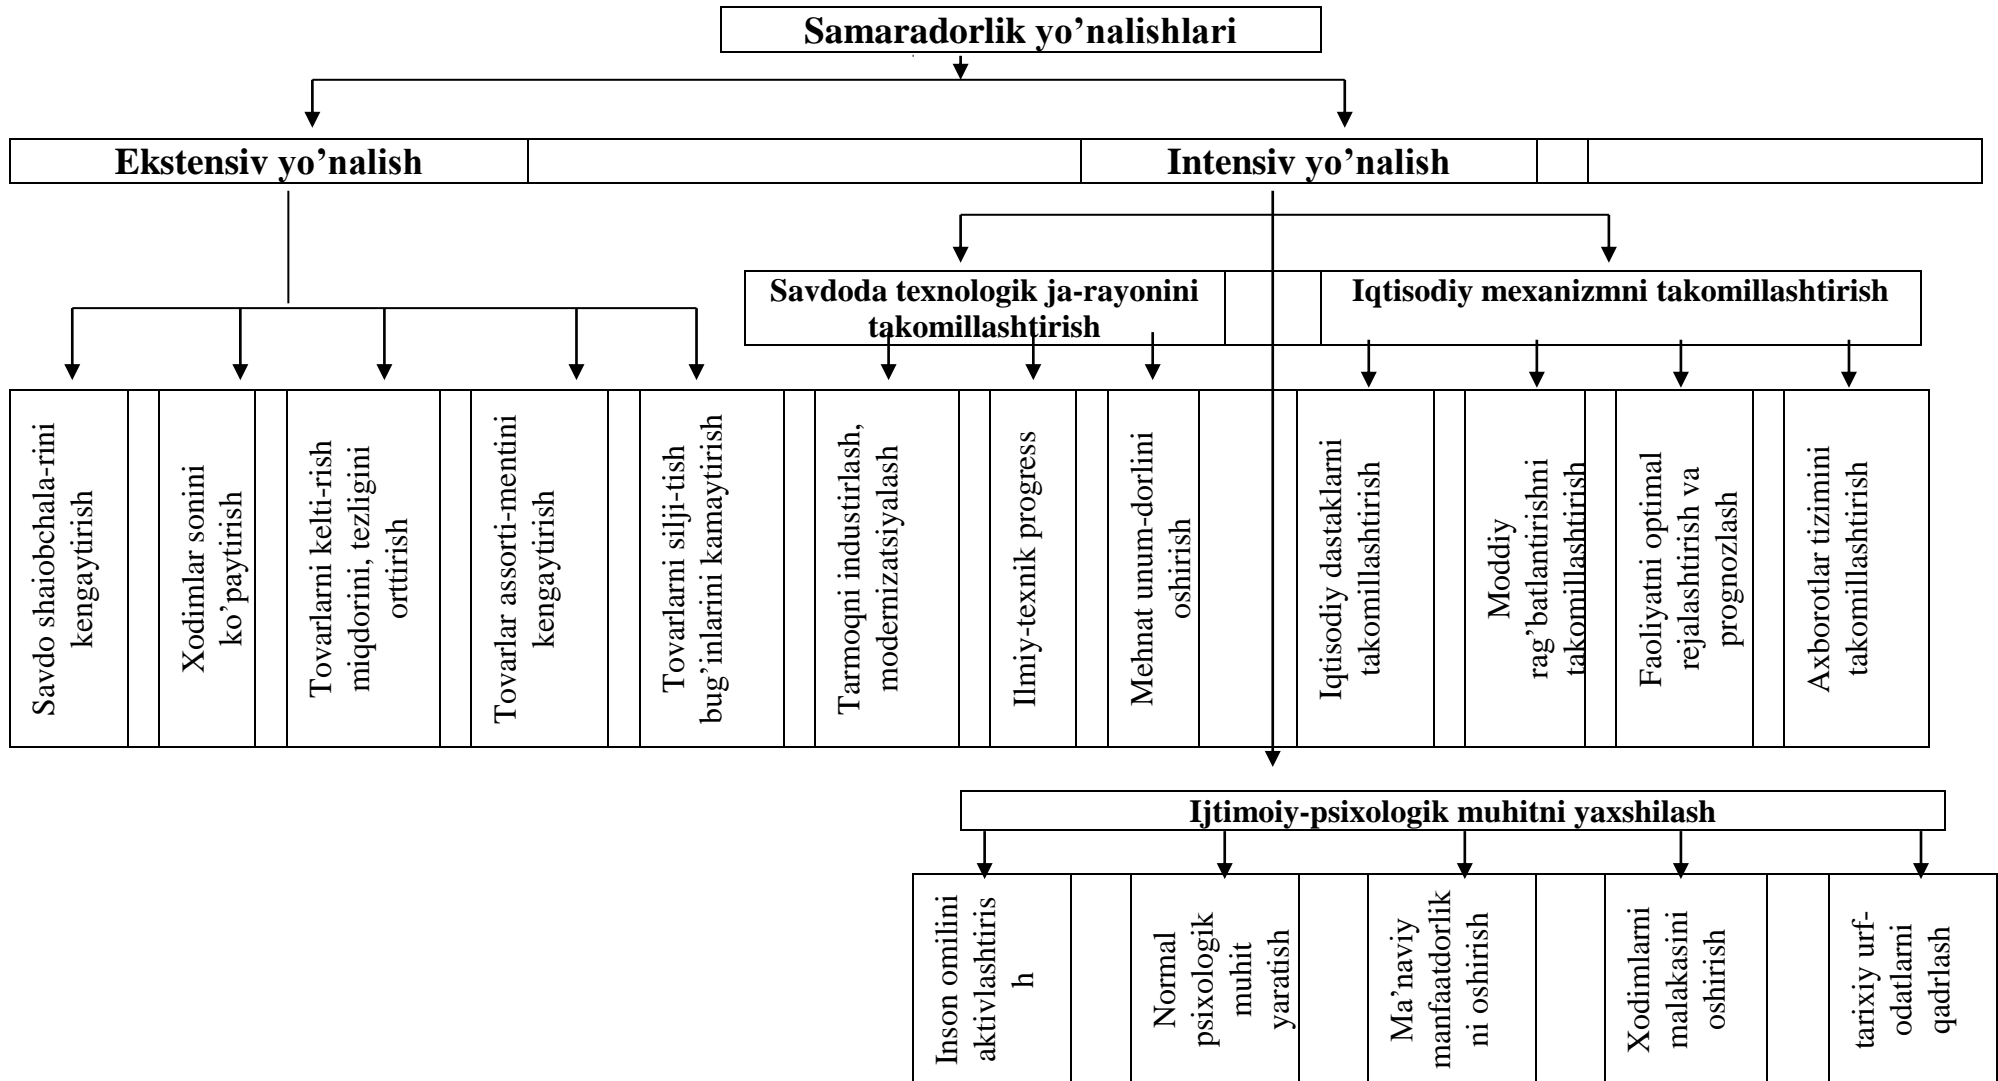 Samaradorlik yo’nalishlari
Ekstensiv yo’nalish
Intensiv yo’nalish
Savdoda texnologik ja-rayonini
takomillashtirish
Iqtisodiy mexanizmni takomillashtirish
Savdo shaiobchala-rini
kengaytirish
Xodimlar sonini
ko’paytirish
Tovarlarni kelti-rish
miqdorini, tezligini
orttirish
Tovarlar assorti-mentini
kengaytirish
Tovarlarni silji-tish
bug’inlarini kamaytirish
Tarmoqni industirlash,
modernizatsiyalash
Ilmiy-texnik progress
Mehnat unum-dorlini
oshirish
Iqtisodiy dastaklarni
takomillashtirish
Moddiy
rag’batlantirishni
takomillashtirish
Faoliyatni optimal
rejalashtirish va
prognozlash
Axborotlar tizimini
takomillashtirish
Ijtimoiy-psixologik muhitni yaxshilash
Inson omilini
aktivlashtiris
h
Normal
psixologik
muhit
yaratish
Ma’naviy
manfaatdorlik
ni oshirish
Xodimlarni
malakasini
oshirish
tarixiy urf-
odatlarni
qadrlash